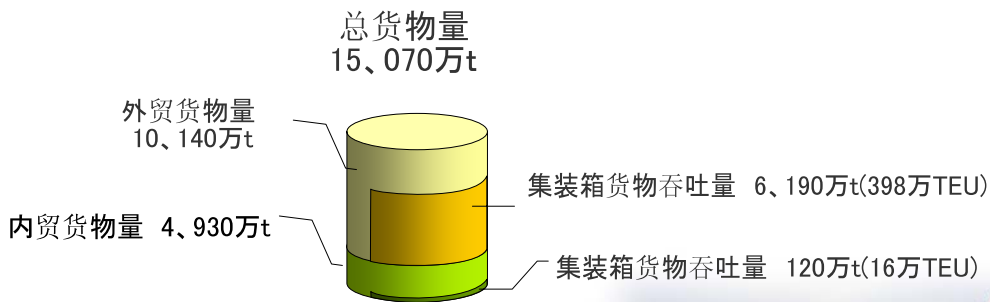 总货物量
15、070万t
外贸货物量
10、140万t
集装箱货物吞吐量 6、190万t(398万TEU)
内贸货物量 4、930万t
集装箱货物吞吐量 120万t(16万TEU)